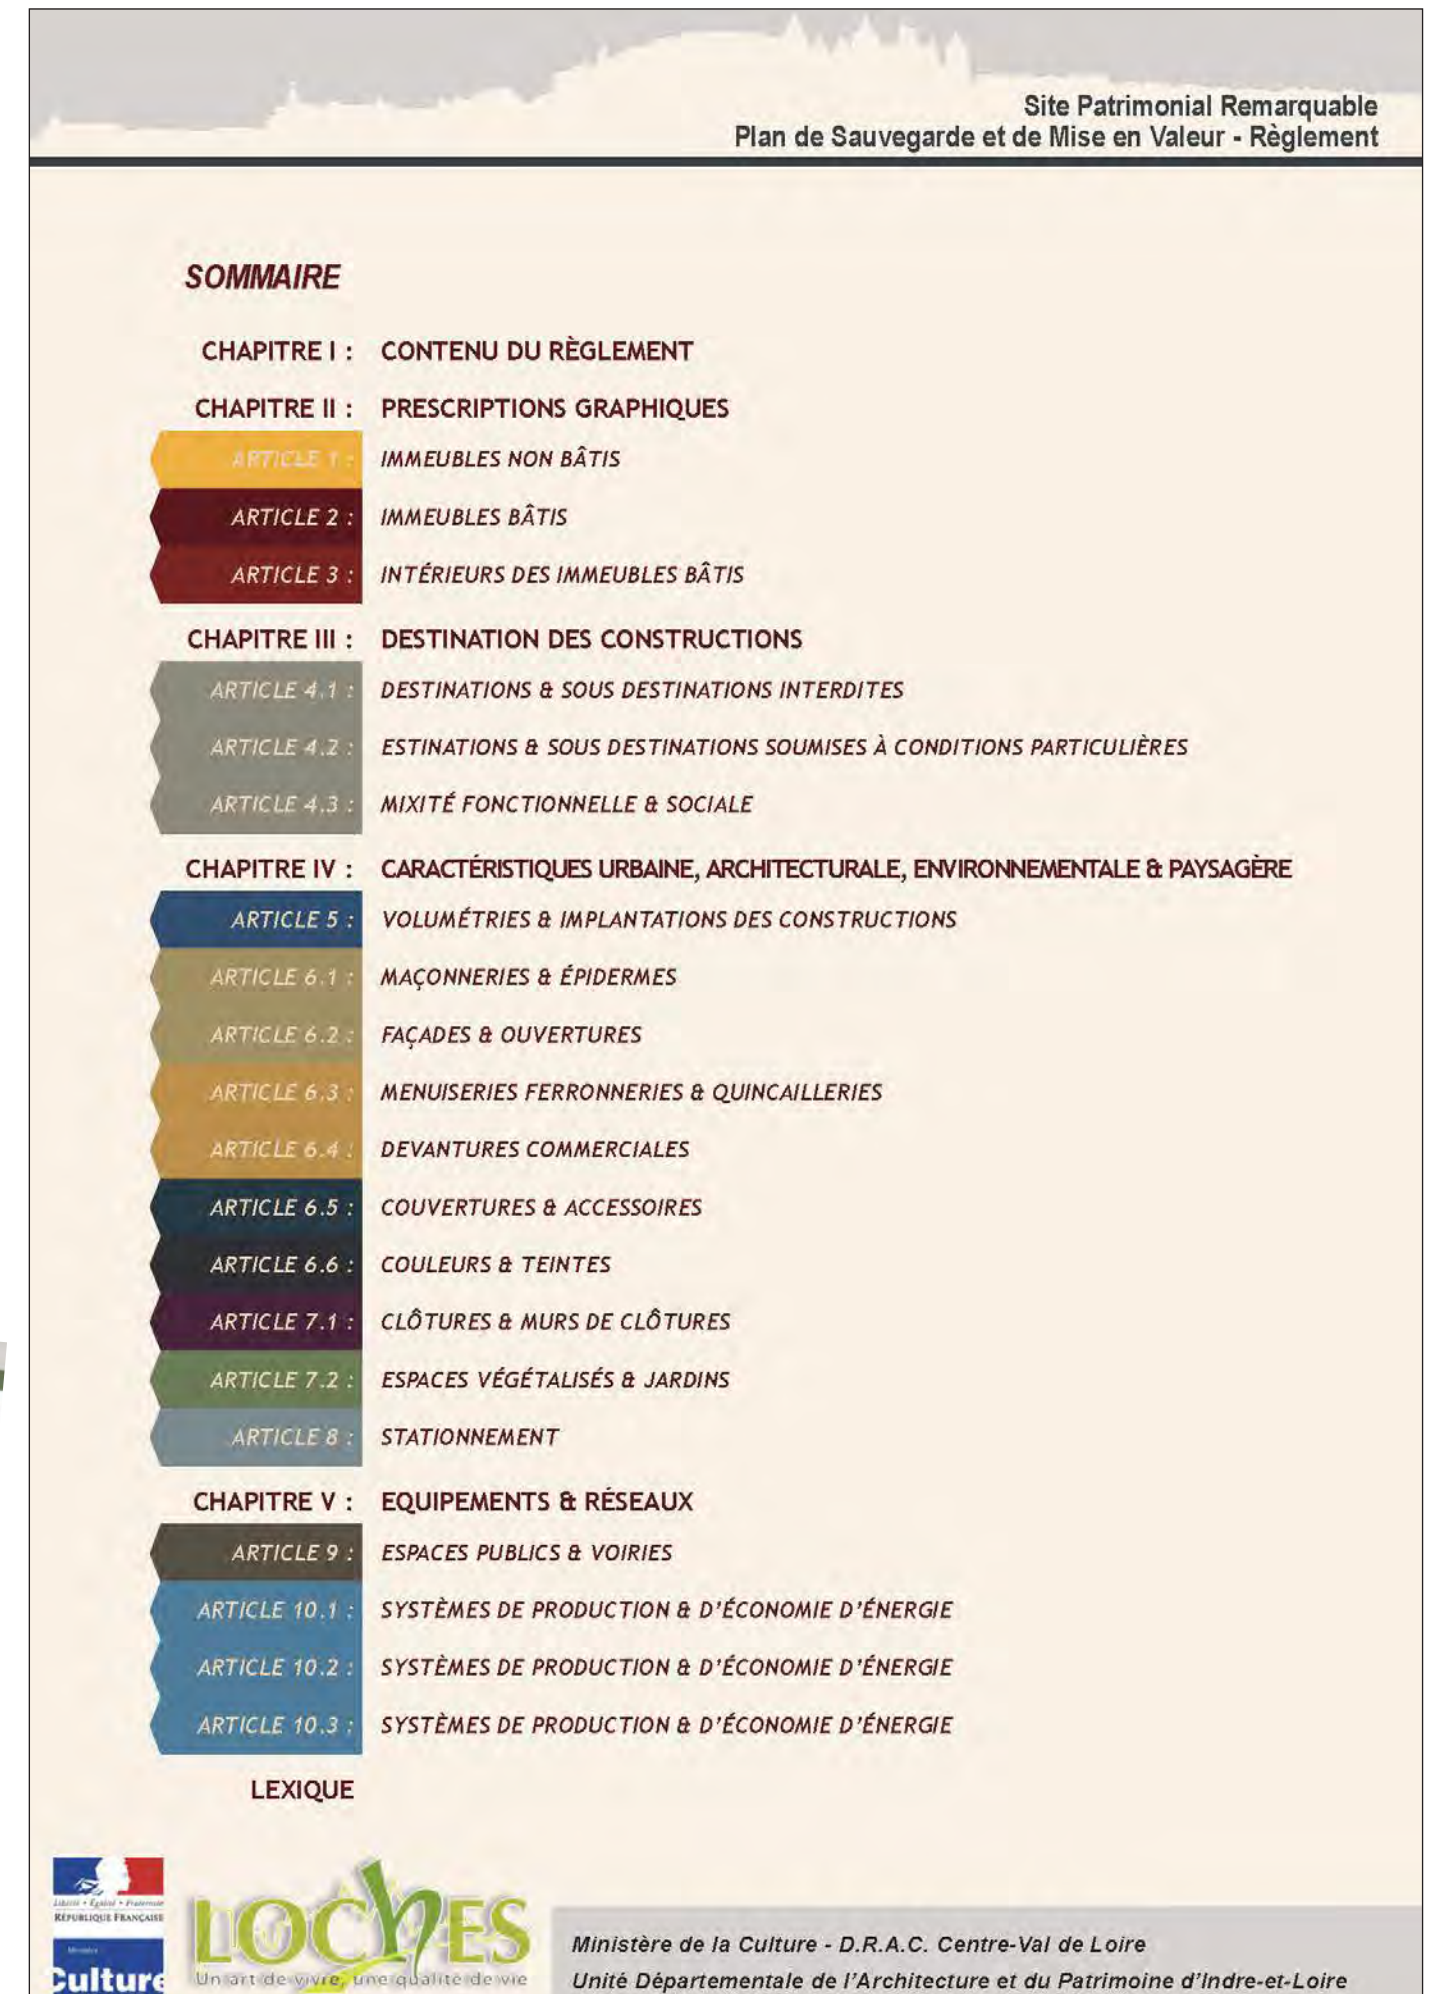 Site Patrimonial Remarquable
Plan de Sauvegarde et de Mise en Valeur - Règlement
SOMMAIRE
CHAPITRE I : CONTENU DU RÈGLEMENT
CHAPITRE II : PRESCRIPTIONS GRAPHIQUES
ARTICLE 1 : IMMEUBLES NON BÂTIS
ARTICLE 2 : IMMEUBLES BÂTIS
ARTICLE 3 : INTÉRIEURS DES IMMEUBLES BÂTIS
CHAPITRE III : DESTINATION DES CONSTRUCTIONS
ARTICLE 4.1 : DESTINATIONS & SOUS DESTINATIONS INTERDITES
ARTICLE 4.2 : ESTINATIONS & SOUS DESTINATIONS SOUMISES À CONDITIONS PARTICULIÈRES
ARTICLE 4.3 : MIXITÉ FONCTIONNELLE & SOCIALE
CHAPITRE IV : CARACTÉRISTIQUES URBAINE, ARCHITECTURALE, ENVIRONNEMENTALE & PAYSAGÈRE
ARTICLE 5 : VOLUMÉTRIES & IMPLANTATIONS DES CONSTRUCTIONS
ARTICLE 6.1 : MAÇONNERIES & ÉPIDERMES
ARTICLE 6.2 : FAÇADES & OUVERTURES
ARTICLE 6.3 : MENUISERIES FERRONNERIES & QUINCAILLERIES
ARTICLE 6.4 : DEVANTURES COMMERCIALES
ARTICLE 6.5 : COUVERTURES & ACCESSOIRES
ARTICLE 6.6 : COULEURS & TEINTES
ARTICLE 7.1 : CLÔTURES & MURS DE CLÔTURES
ARTICLE 7.2 : ESPACES VÉGÉTALISÉS & JARDINS
ARTICLE 8 : STATIONNEMENT
CHAPITRE V : EQUIPEMENTS & RÉSEAUX
ARTICLE 9 : ESPACES PUBLICS & VOIRIES
ARTICLE 10.1 : SYSTÈMES DE PRODUCTION & D'ÉCONOMIE D'ÉNERGIE
ARTICLE 10.2 : SYSTÈMES DE PRODUCTION & D'ÉCONOMIE D'ÉNERGIE
ARTICLE 10.3 : SYSTÈMES DE PRODUCTION & D'ÉCONOMIE D'ÉNERGIE
LEXIQUE
Liberté • Égalité • Fraternité
RÉPUBLIQUE FRANÇAISE
Ministère
Culture
LOCHES
Un art de vivre, une qualité de vie
Ministère de la Culture - D.R.A.C. Centre-Val de Loire
Unité Départementale de l'Architecture et du Patrimoine d'Indre-et-Loire